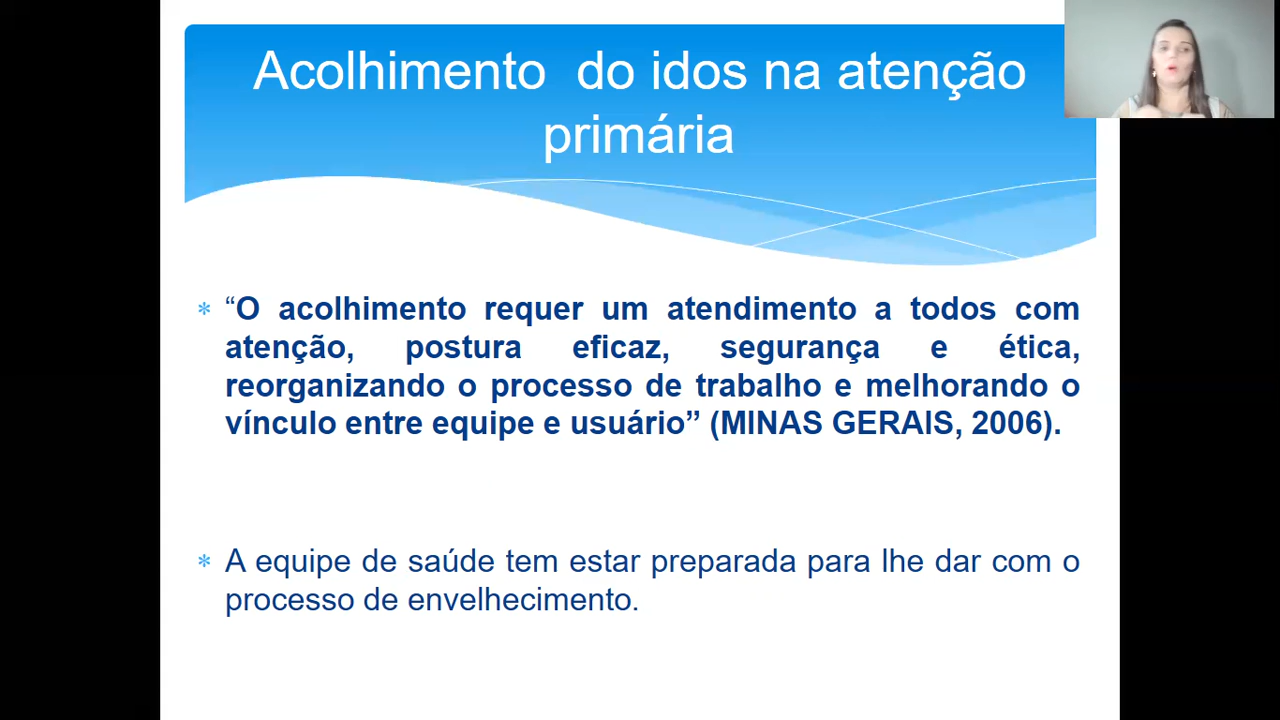 Acolhimento  do idos na atenção
primária
“O acolhimento requer um atendimento a todos com
atenção, postura eficaz, segurança e ética,
reorganizando o processo de trabalho e melhorando o
vínculo entre equipe e usuário” (MINAS GERAIS, 2006).
A equipe de saúde tem estar preparada para lhe dar com o
processo de envelhecimento.